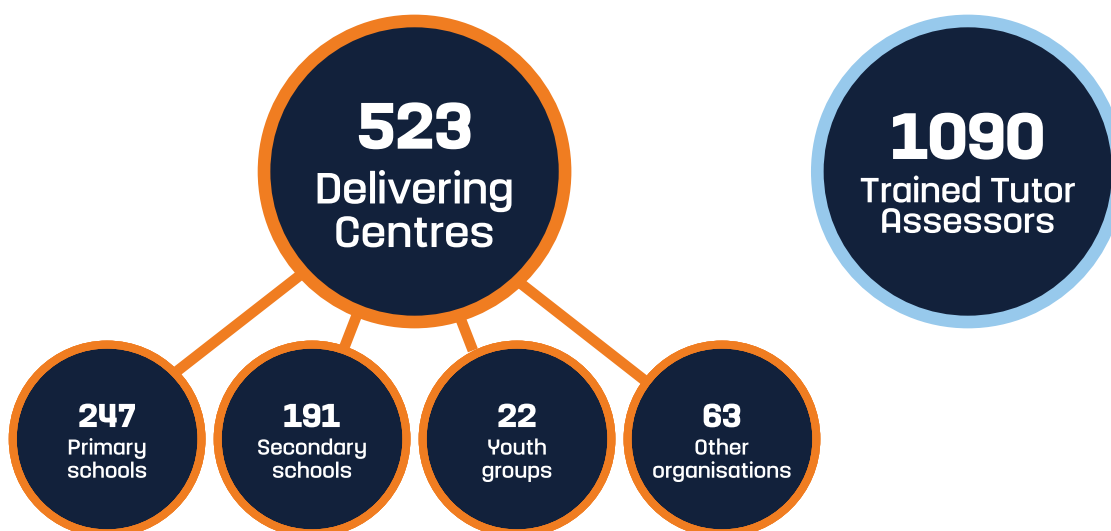 523
Delivering
Centres
1090
Trained Tutor
Assessors
247
Primary
schools
191
Secondary
schools
22
Youth
groups
63
Other
organisations